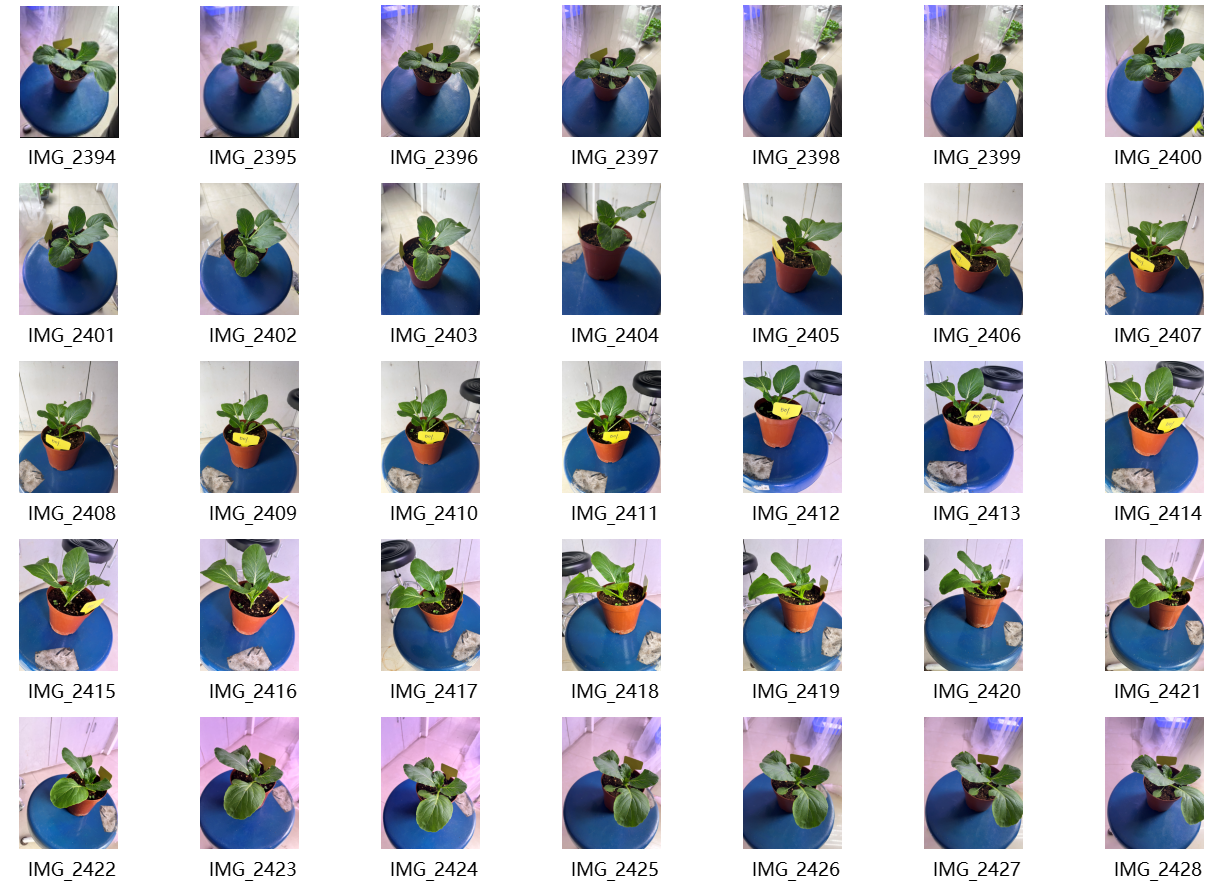 IMG_2394 IMG_2395 IMG_2396 IMG_2397 IMG_2398 IMG_2399 IMG_2400
IMG_2401 IMG_2402 IMG_2403 IMG_2404 IMG_2405 IMG_2406 IMG_2407
IMG_2408 IMG_2409 IMG_2410 IMG_2411 IMG_2412 IMG_2413 IMG_2414
IMG_2415 IMG_2416 IMG_2417 IMG_2418 IMG_2419 IMG_2420 IMG_2421
IMG_2422 IMG_2423 IMG_2424 IMG_2425 IMG_2426 IMG_2427 IMG_2428